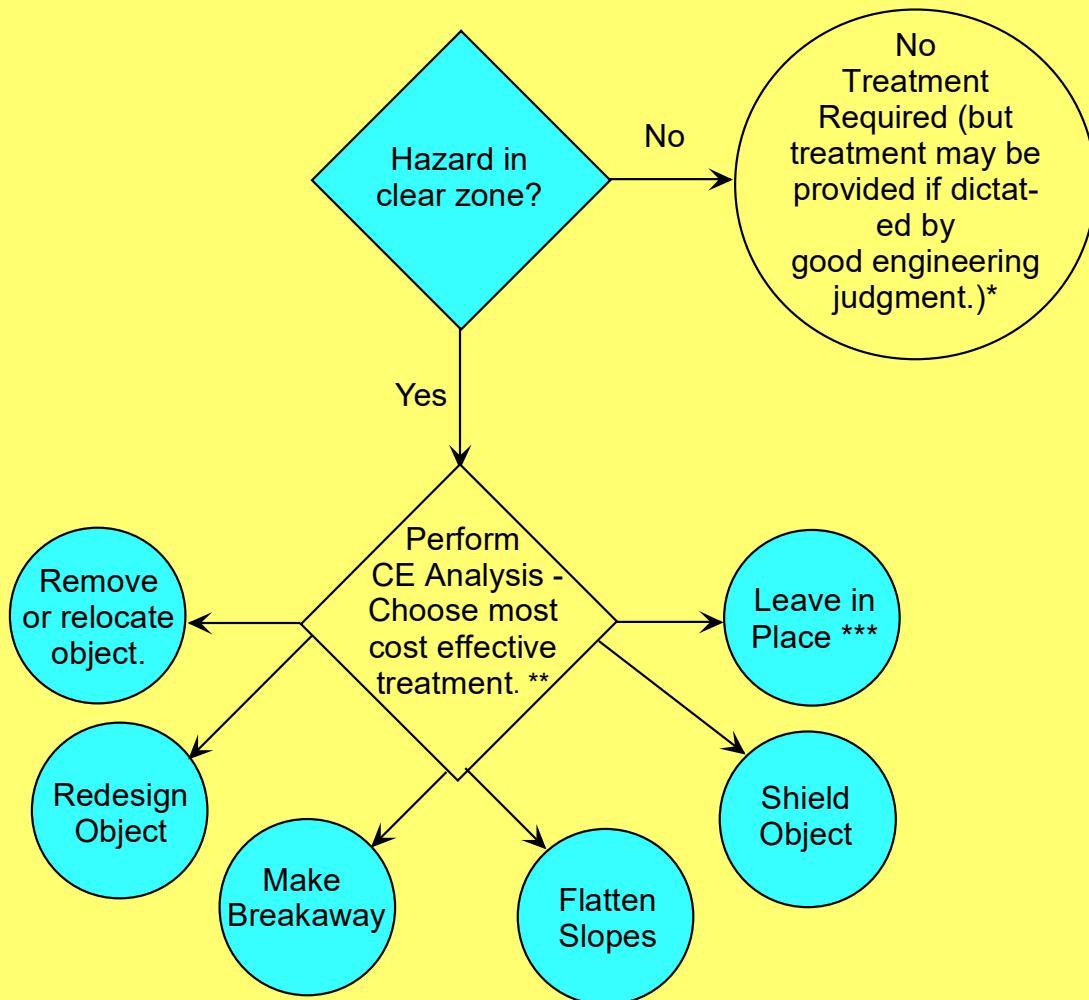 Hazard in
clear zone?
No
No
Treatment
Required (but
treatment may be
provided if dictat-
ed by
good engineering
judgment.)*
Yes
Perform
CE Analysis -
Choose most
cost effective
treatment. **
Remove
or relocate
object.
Leave in
Place ***
Redesign
Object
Shield
Object
Make
Breakaway
Flatten
Slopes